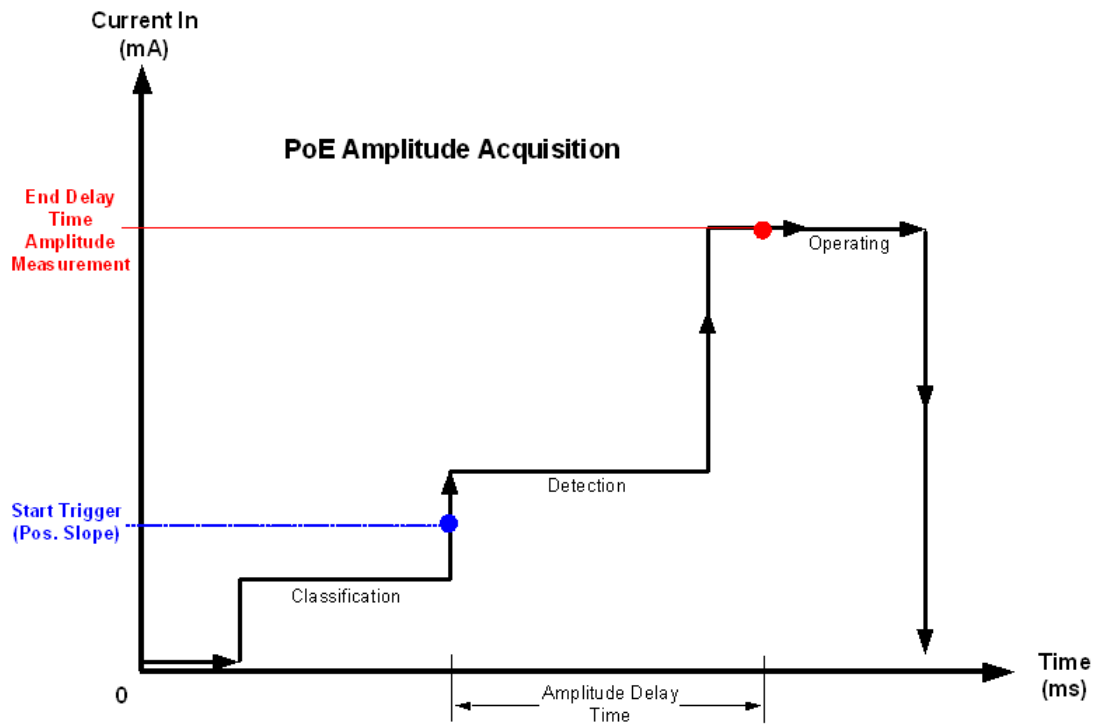 Current In
(mA)
PoE Amplitude Acquisition
End Delay
Time
Amplitude
Measurement
Operating
Detection
Start Trigger
(Pos. Slope)
Classification
0
Amplitude Delay
Time
Time
(ms)